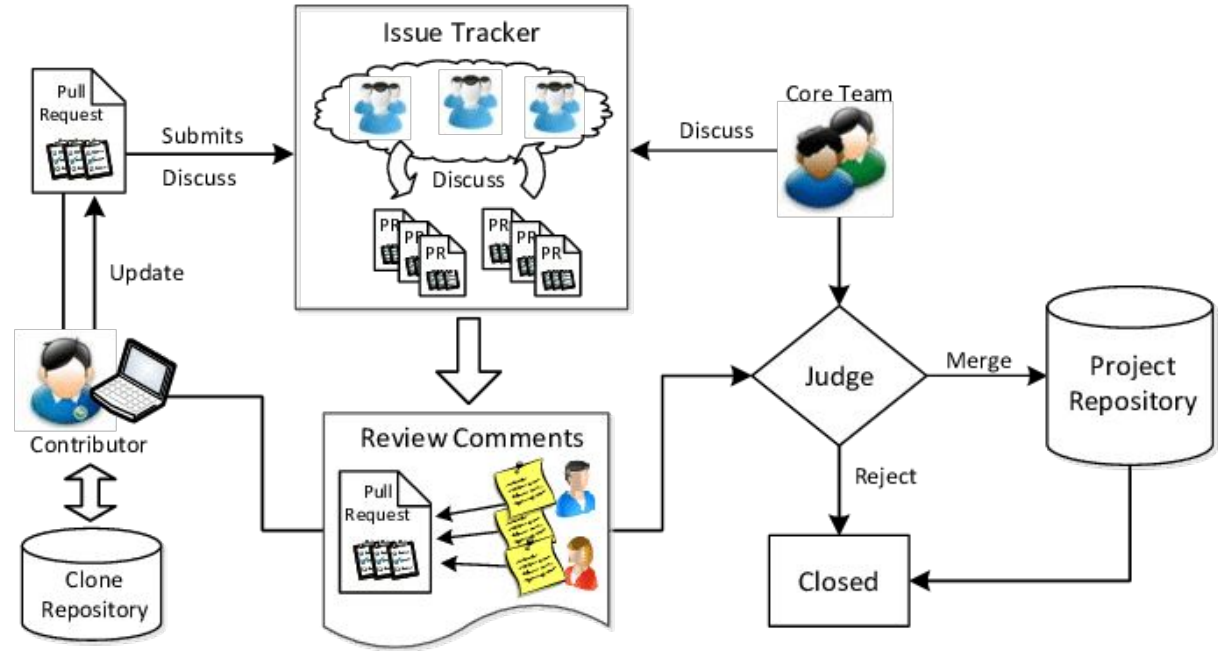 Issue Tracker
Pull
Request
Submits
Discuss
Discuss
PR
PR
PR
PR
PR
PR
Core Team
Discuss
Update
Contributor
Clone
Repository
Review Comments
Pull
Request
Judge
Merge
Project
Repository
Reject
Closed